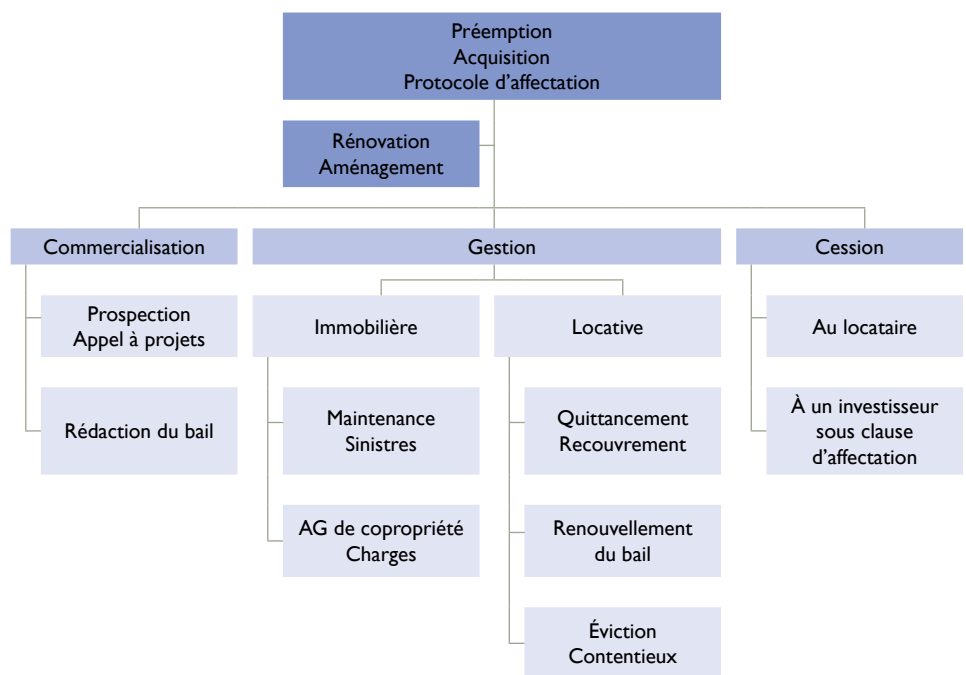 Préemption
Acquisition
Protocole d’affectation
Rénovation
Aménagement
Commercialisation
Prospection
Appel à projets
Rédaction du bail
Gestion
Immobilière
Maintenance
Sinistres
AG de copropriété
Charges
Locative
Quittancement
Recouvrement
Renouvellement
du bail
Éviction
Contentieux
Cession
Au locataire
À un investisseur
sous clause
d’affectation